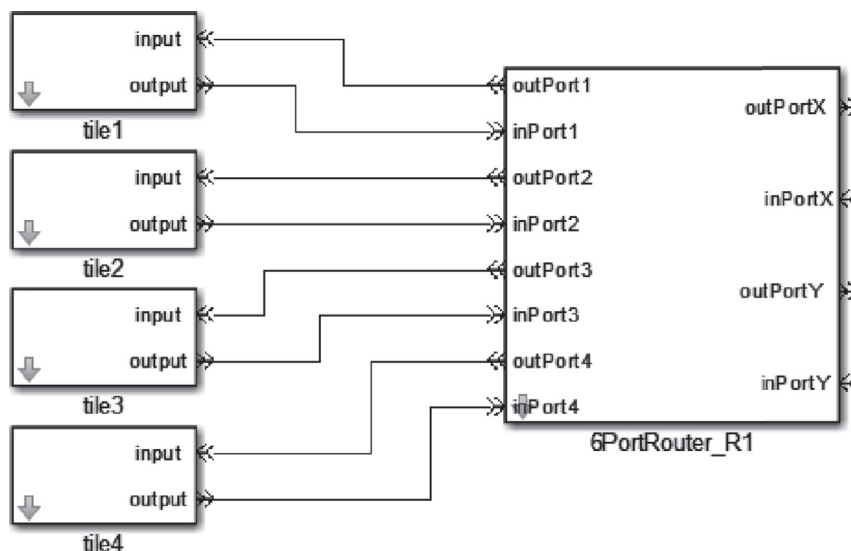 input
output
tile1
input
output
tile2
input
output
tile3
input
output
tile4
outPort1
inPort1
outPort2
inPort2
outPort3
inPort3
outPort4
inPort4
outPortX
inPortX
outPortY
inPortY
6PortRouter_R1